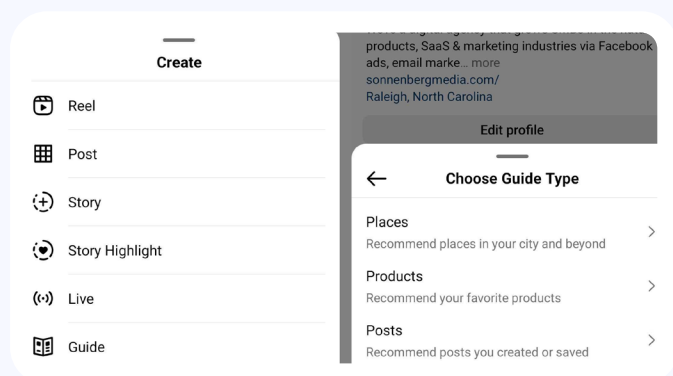 Create
Reel
Post
Story
Story Highlight
Live
Guide
products, SaaS & marketing industries via Facebook
ads, email marke... more
sonnenbergmedia.com/
Raleigh, North Carolina
Edit profile
Choose Guide Type
Places
Recommend places in your city and beyond
Products
Recommend your favorite products
Posts
Recommend posts you created or saved